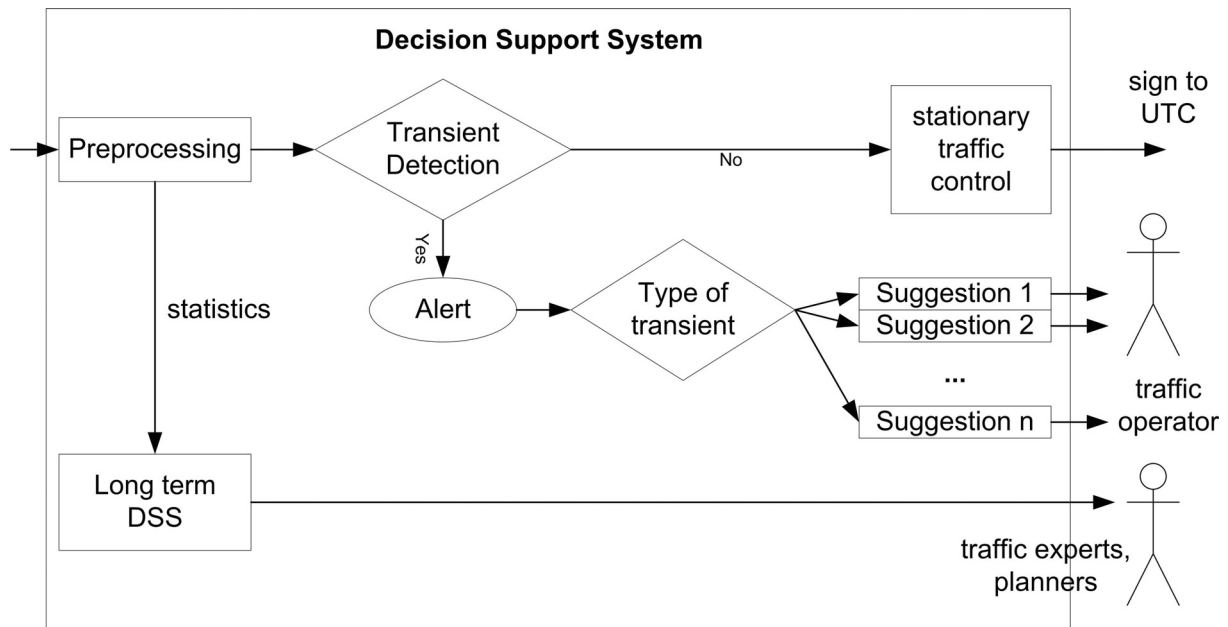 Decision Support System
Preprocessing
Transient
Detection
No
stationary
traffic
control
sign to
UTC
Yes
Alert
Type of
transient
Suggestion 1
Suggestion 2
...
Suggestion n
traffic
operator
statistics
Long term
DSS
traffic experts,
planners